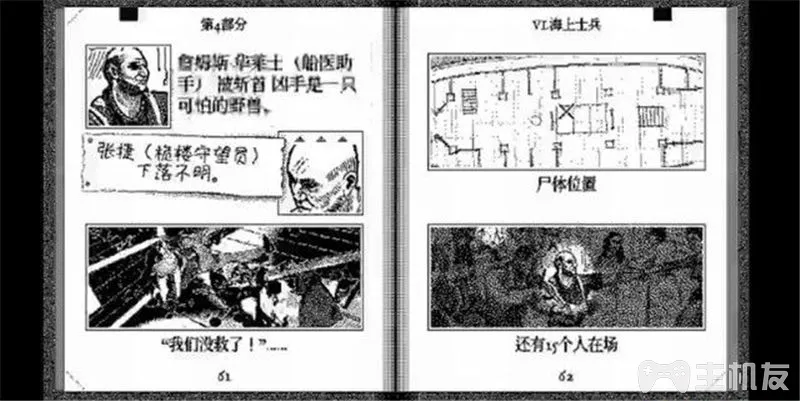 第4部分
詹姆斯·华莱士（船医助
手） 被斩首 凶手是一只
可怕的野兽。
张捷（桅楼守望员）
下落不明。
“我们没救了！”……
61
VI.海上士兵
尸体位置
还有15个人在场
62
主机友